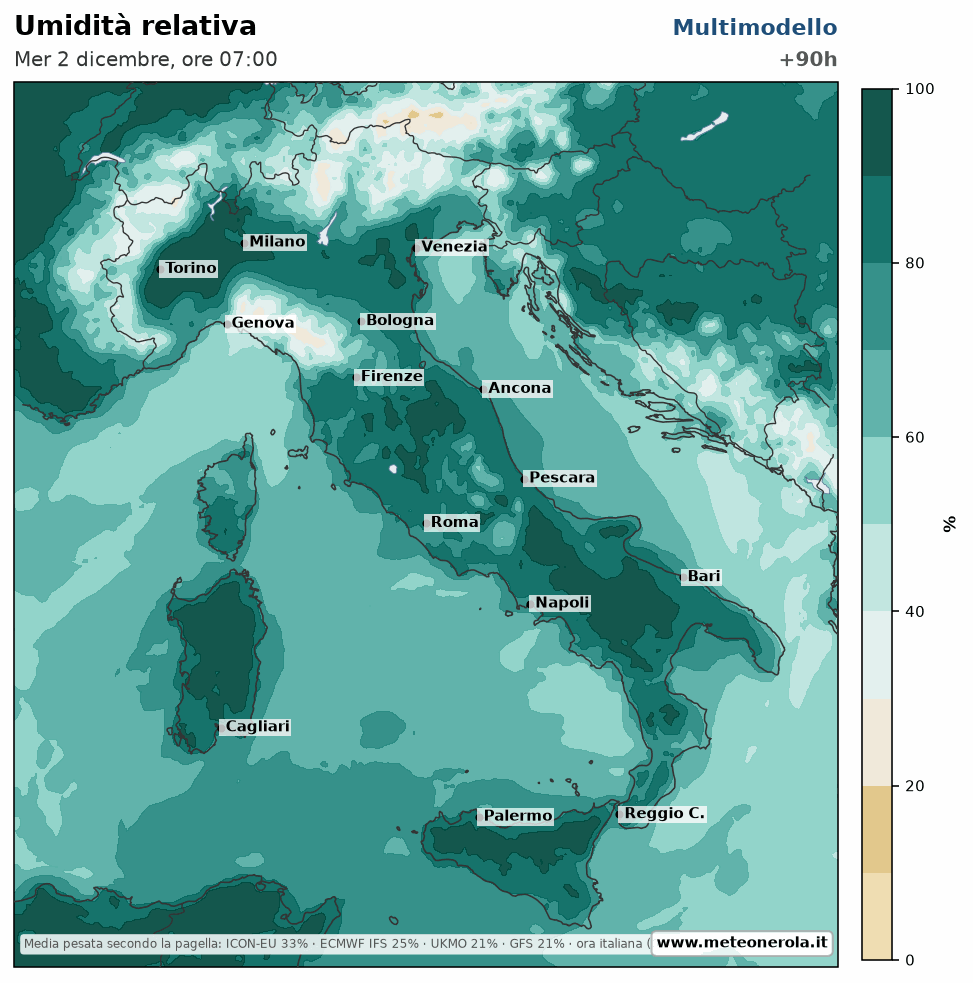 Umidità relativa
Multimodello
Mer 2 dicembre, ore 07:00
+90h
100
80
60
40
20
0
%
Milano
Venezia
Torino
Genova
Bologna
Firenze
Ancona
Pescara
Roma
Bari
Napoli
Cagliari
Palermo
Reggio C.
Media pesata secondo la pagella: ICON-EU 33% · ECMWF IFS 25% · UKMO 21% · GFS 21% · ora italiana (
www.meteonerola.it